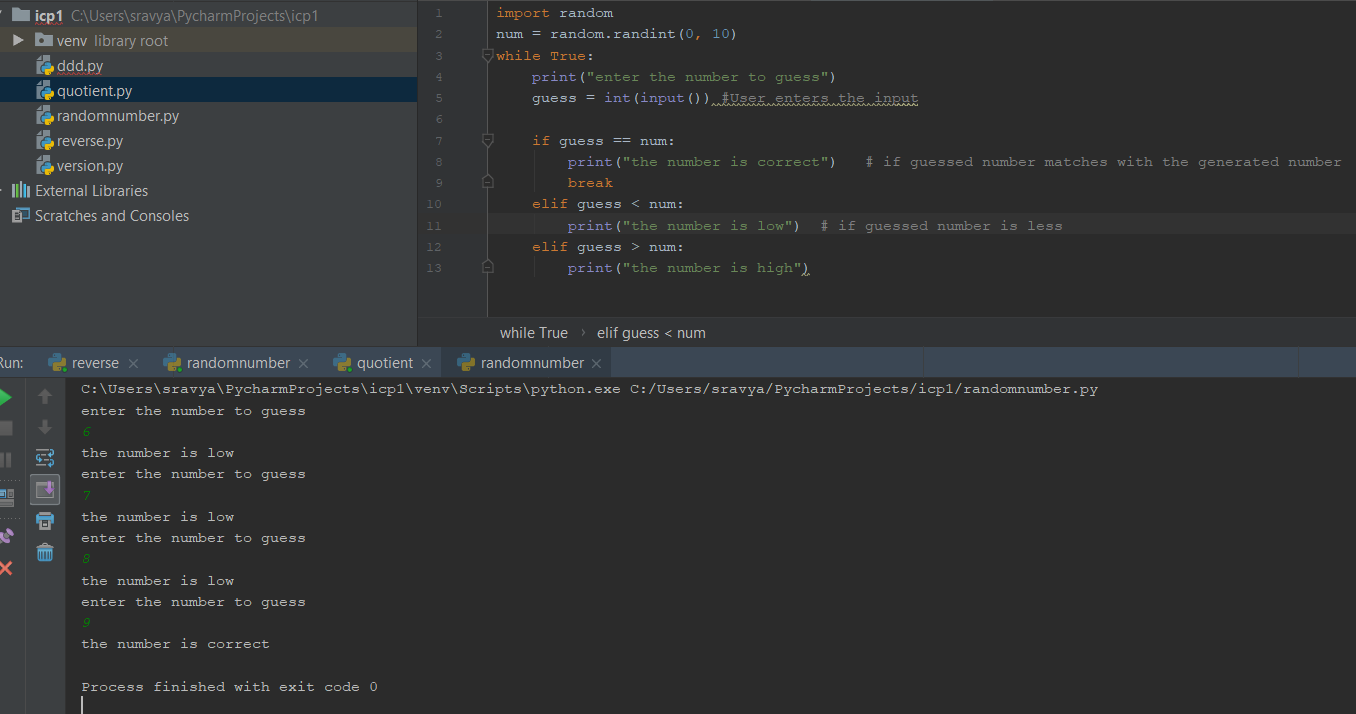 icp1 C:\Users\sravya\PycharmProjects\icp1
venv library root
ddd.py
quotient.py
randomnumber.py
reverse.py
version.py
External Libraries
Scratches and Consoles
1 import random
2 num = random.randint(0, 10)
3 while True:
4 print("enter the number to guess")
5 guess = int(input()) #User enters the input
6
7 if guess == num:
8 print("the number is correct") # if guessed number matches with the generated number
9 break
10 elif guess < num:
11 print("the number is low") # if guessed number is less
12 elif guess > num:
13 print("the number is high")
while True › elif guess < num
Run: reverse × randomnumber × quotient × randomnumber ×
C:\Users\sravya\PycharmProjects\icp1\venv\Scripts\python.exe C:/Users/sravya/PycharmProjects/icp1/randomnumber.py
enter the number to guess
6
the number is low
enter the number to guess
7
the number is low
enter the number to guess
8
the number is low
enter the number to guess
9
the number is correct
Process finished with exit code 0